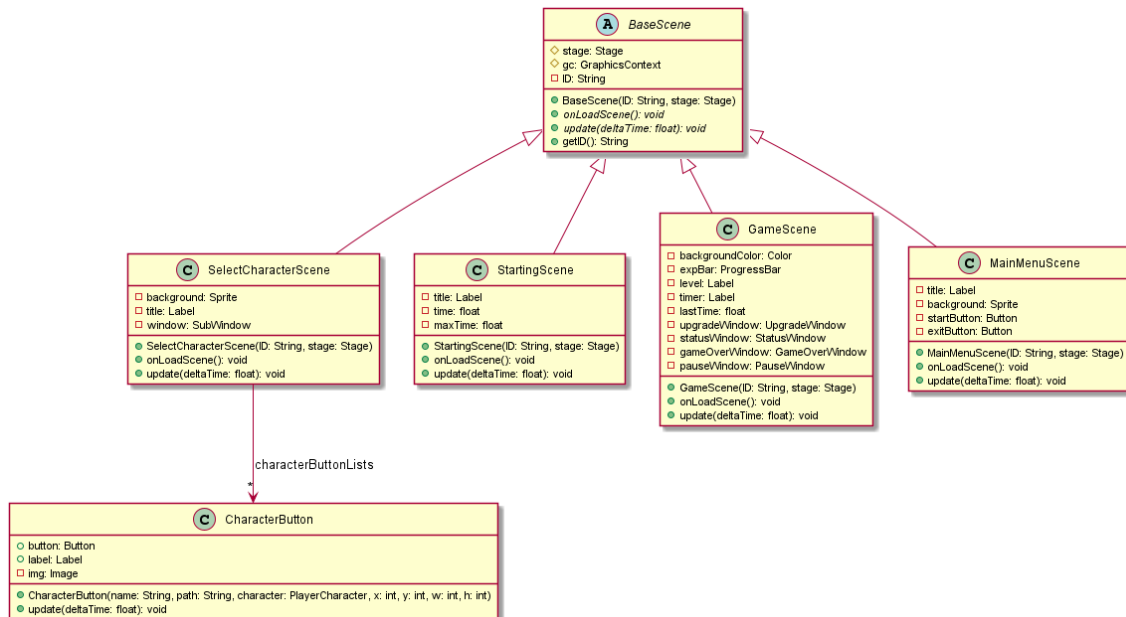 A BaseScene
stage: Stage
gc: GraphicsContext
ID: String
BaseScene(ID: String, stage: Stage)
onLoadScene(): void
update(deltaTime: float): void
getID(): String
C SelectCharacterScene
background: Sprite
title: Label
window: SubWindow
SelectCharacterScene(ID: String, stage: Stage)
onLoadScene(): void
update(deltaTime: float): void
C StartingScene
title: Label
time: float
maxTime: float
StartingScene(ID: String, stage: Stage)
onLoadScene(): void
update(deltaTime: float): void
C GameScene
backgroundColor: Color
expBar: ProgressBar
level: Label
timer: Label
lastTime: float
upgradeWindow: UpgradeWindow
statusWindow: StatusWindow
gameOverWindow: GameOverWindow
pauseWindow: PauseWindow
GameScene(ID: String, stage: Stage)
onLoadScene(): void
update(deltaTime: float): void
C MainMenuScene
title: Label
background: Sprite
startButton: Button
exitButton: Button
MainMenuScene(ID: String, stage: Stage)
onLoadScene(): void
update(deltaTime: float): void
characterButtonLists
*
C CharacterButton
button: Button
label: Label
img: Image
CharacterButton(name: String, path: String, character: PlayerCharacter, x: int, y: int, w: int, h: int)
update(deltaTime: float): void